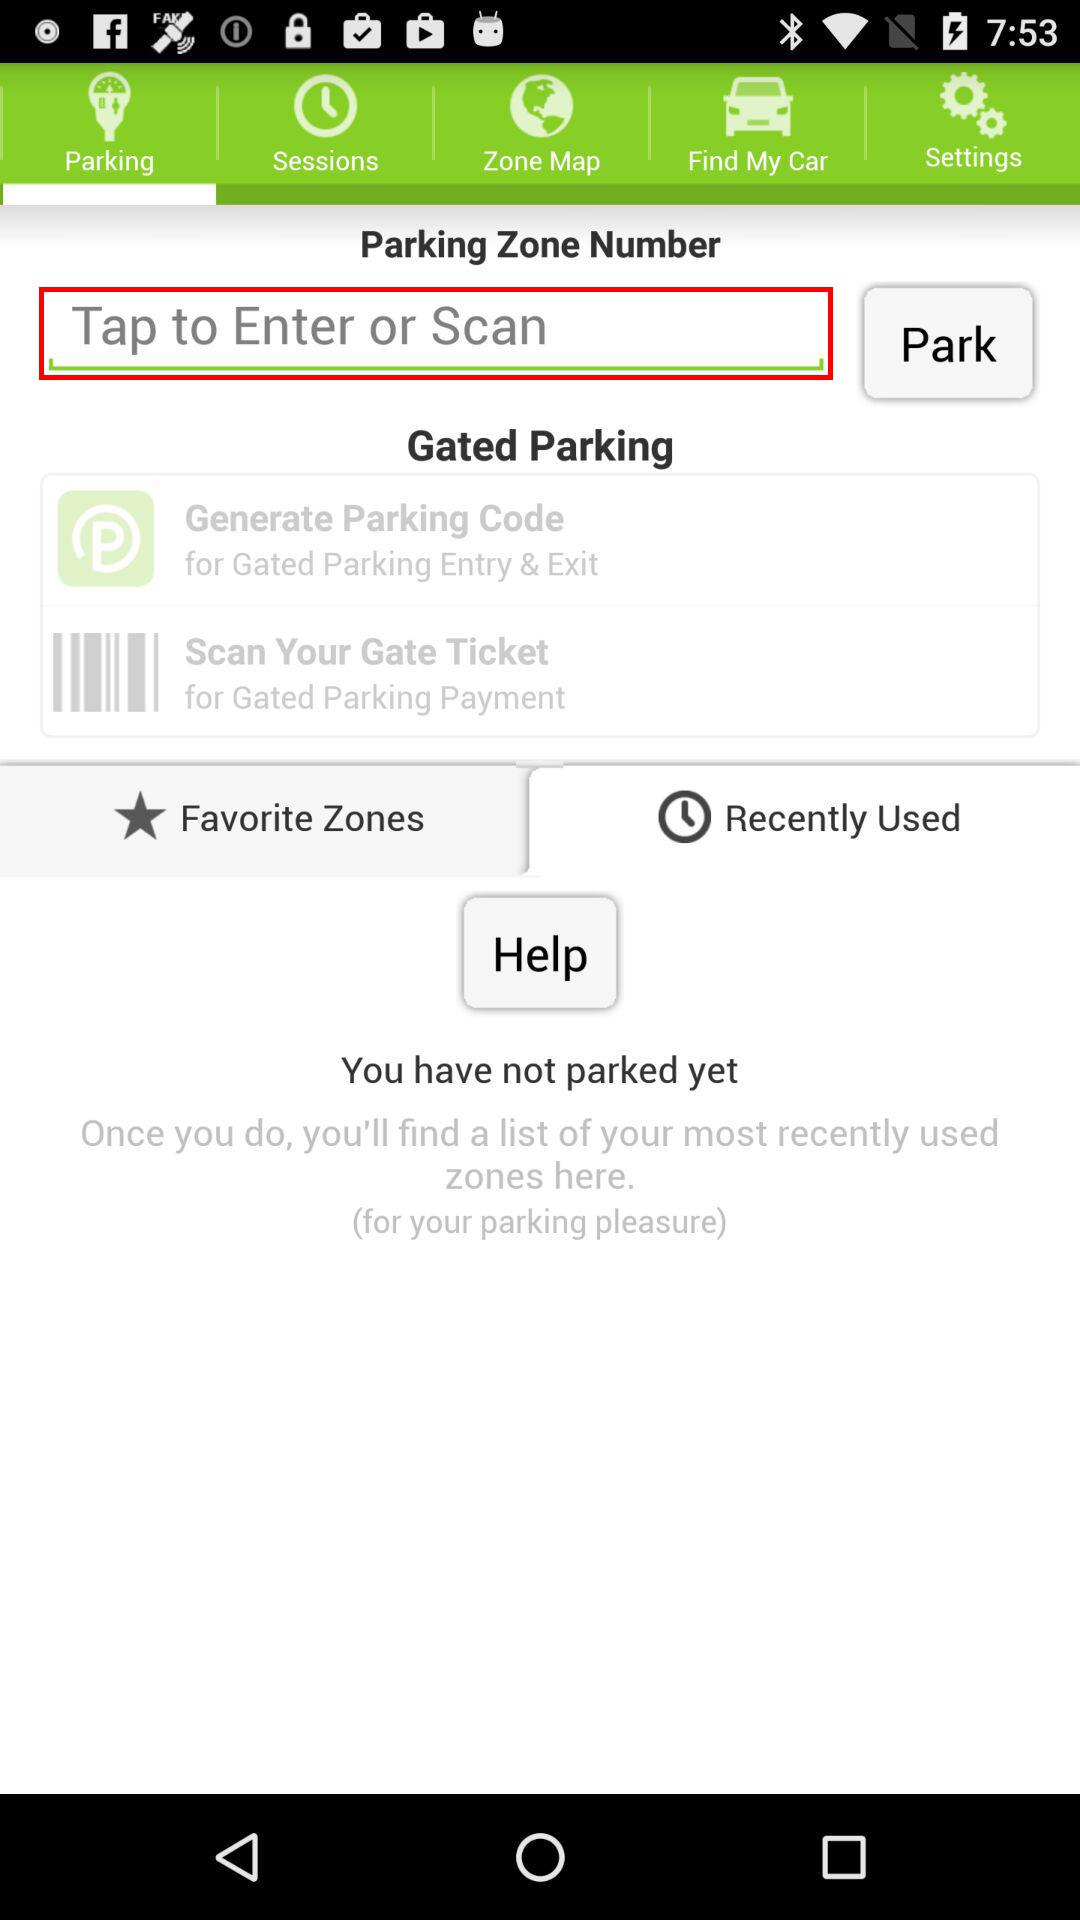 FAKE
7:53
Parking
Sessions
Zone Map
Find My Car
Settings
Parking Zone Number
Tap to Enter or Scan
Park
Gated Parking
Generate Parking Code
for Gated Parking Entry & Exit
Scan Your Gate Ticket
for Gated Parking Payment
Favorite Zones
Recently Used
Help
You have not parked yet
Once you do, you'll find a list of your most recently used
zones here.
(for your parking pleasure)